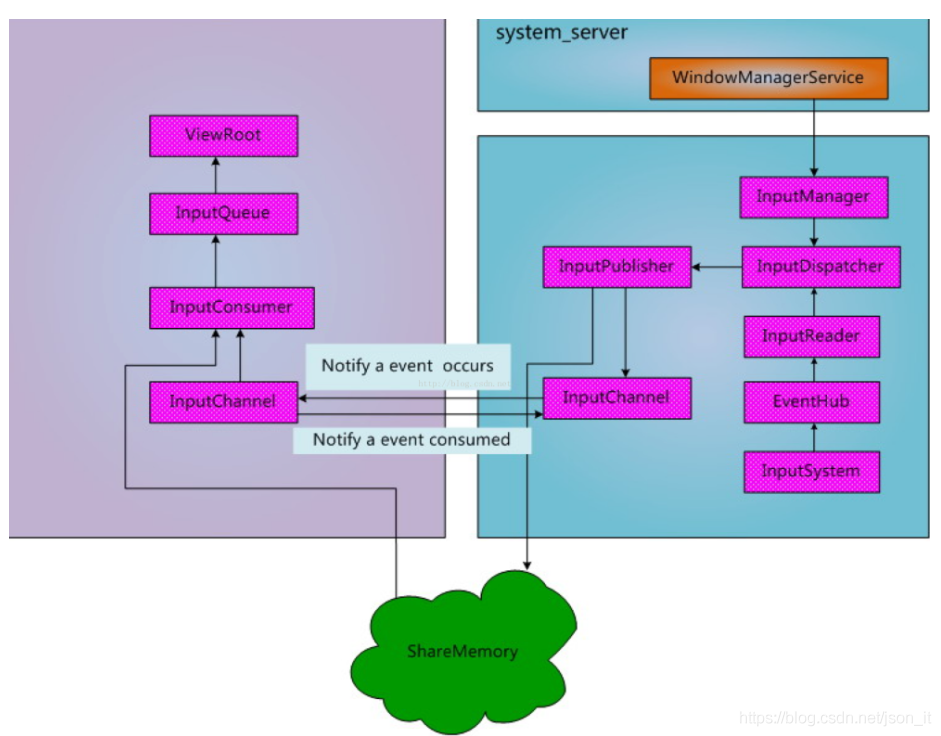 system_server
WindowManagerService
ViewRoot
InputQueue
InputConsumer
InputChannel
Notify a event occurs
Notify a event consumed
InputManager
InputPublisher
InputDispatcher
InputReader
InputChannel
EventHub
InputSystem
ShareMemory
https://blog.csdn.net/json_it